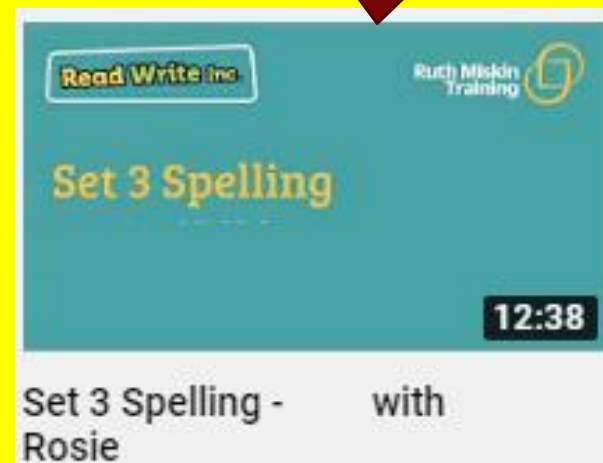 Read Write Inc.
Ruth Miskin
Training
Set 3 Spelling
12:38
Set 3 Spelling - with
Rosie